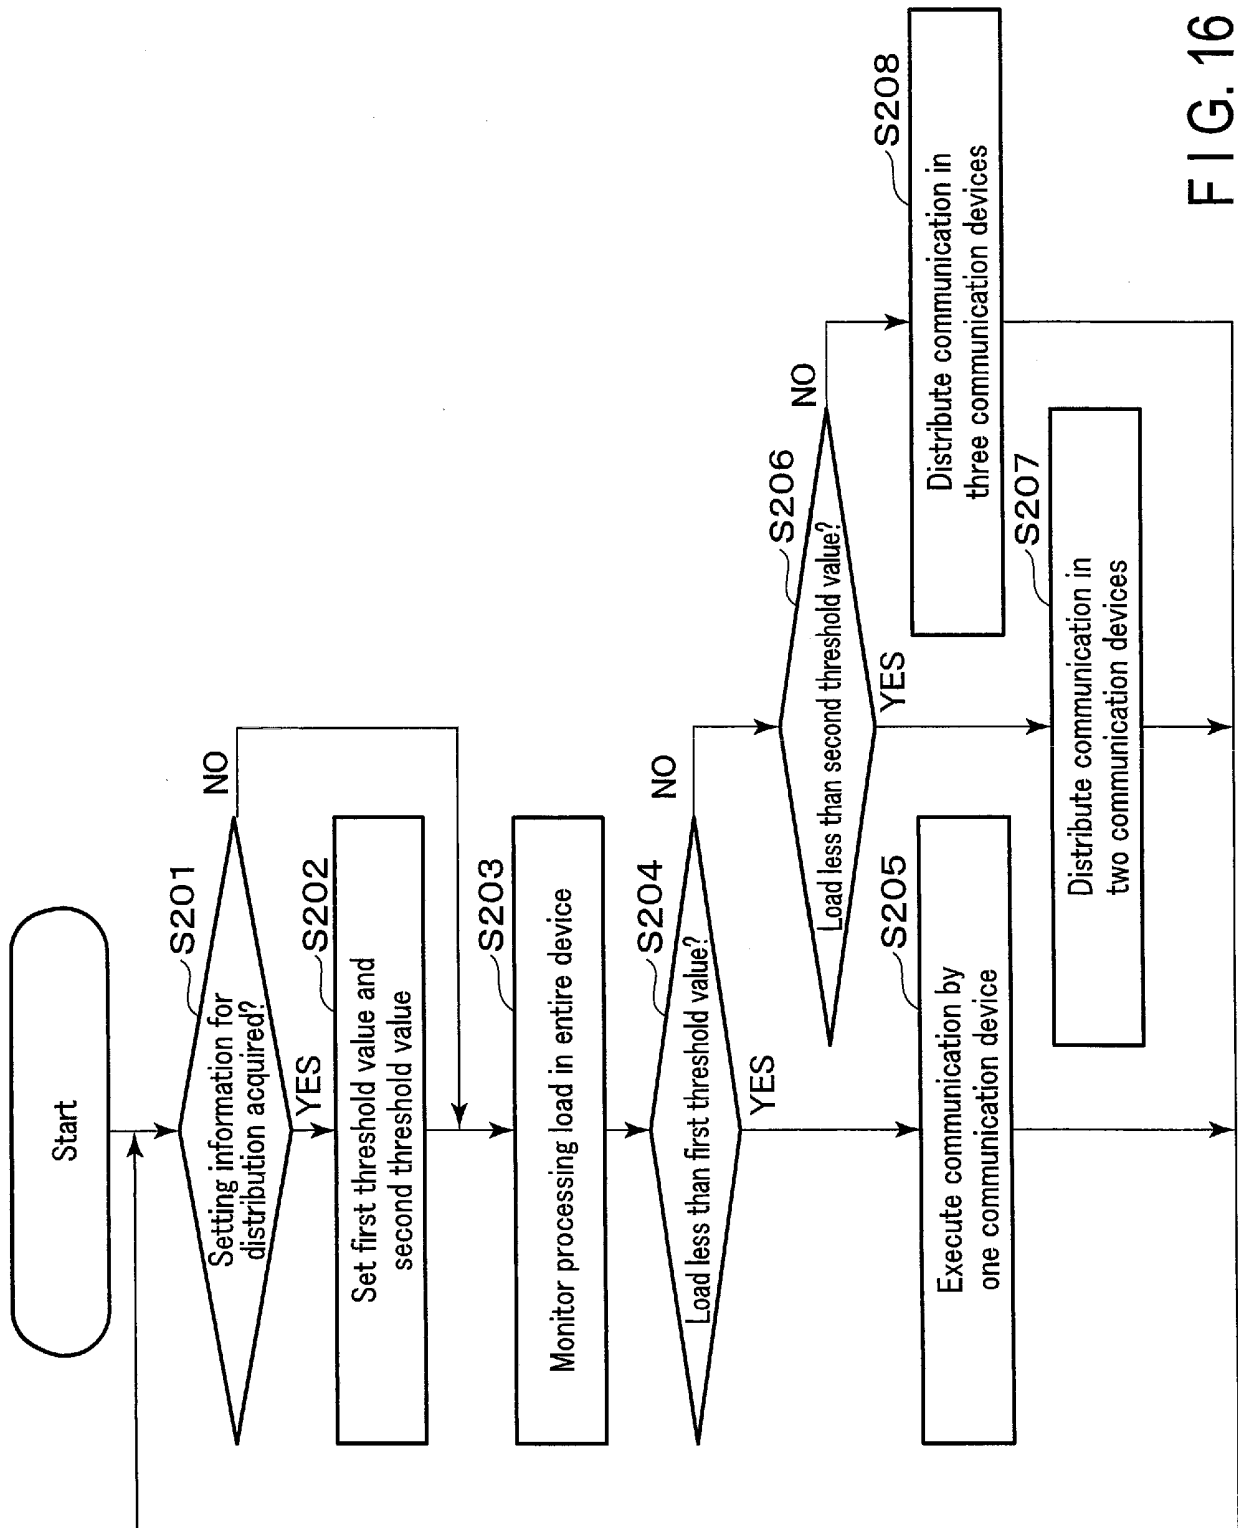 Start
S201
Setting information for
distribution acquired?
NO
YES
S202
Set first threshold value and
second threshold value
S203
Monitor processing load in entire device
S204
Load less than first threshold value?
NO
YES
S205
Execute communication by
one communication device
S206
Load less than second threshold value?
NO
YES
S207
Distribute communication in
two communication devices
S208
Distribute communication in
three communication devices
FIG. 16